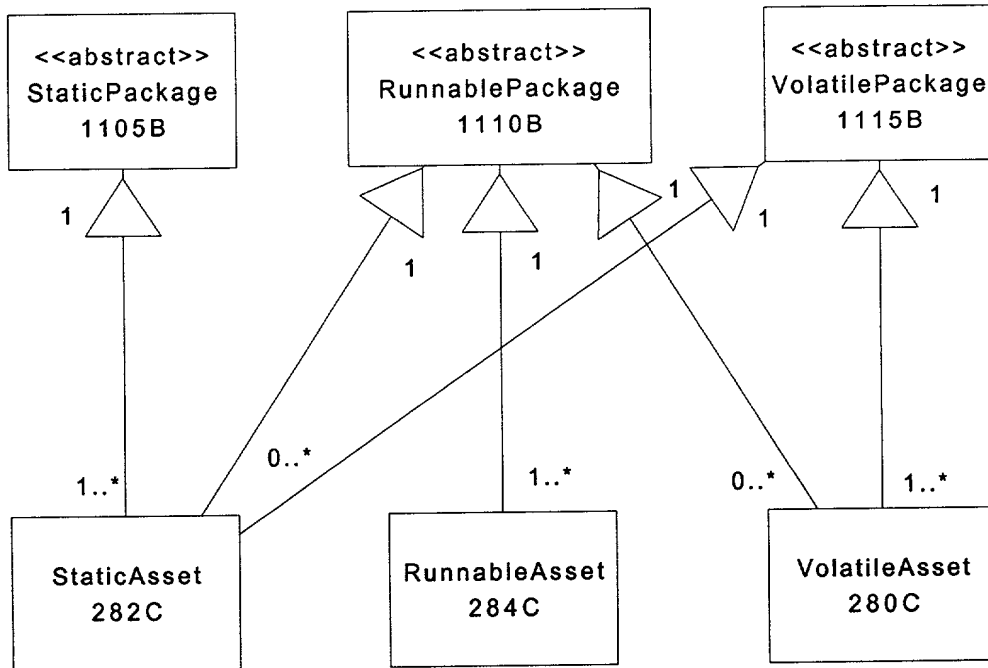 <<abstract>>
StaticPackage
1105B
<<abstract>>
RunnablePackage
1110B
<<abstract>>
VolatilePackage
1115B
1
1
1
1
1
1
1..*
0..*
1..*
0..*
1..*
StaticAsset
282C
RunnableAsset
284C
VolatileAsset
280C